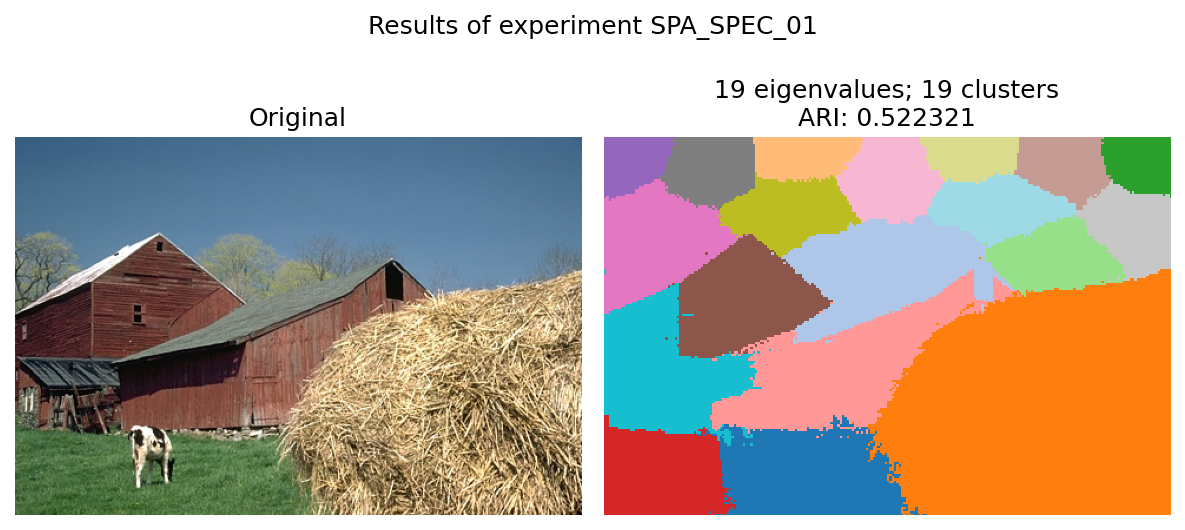 Results of experiment SPA_SPEC_01
Original
19 eigenvalues; 19 clusters
ARI: 0.522321